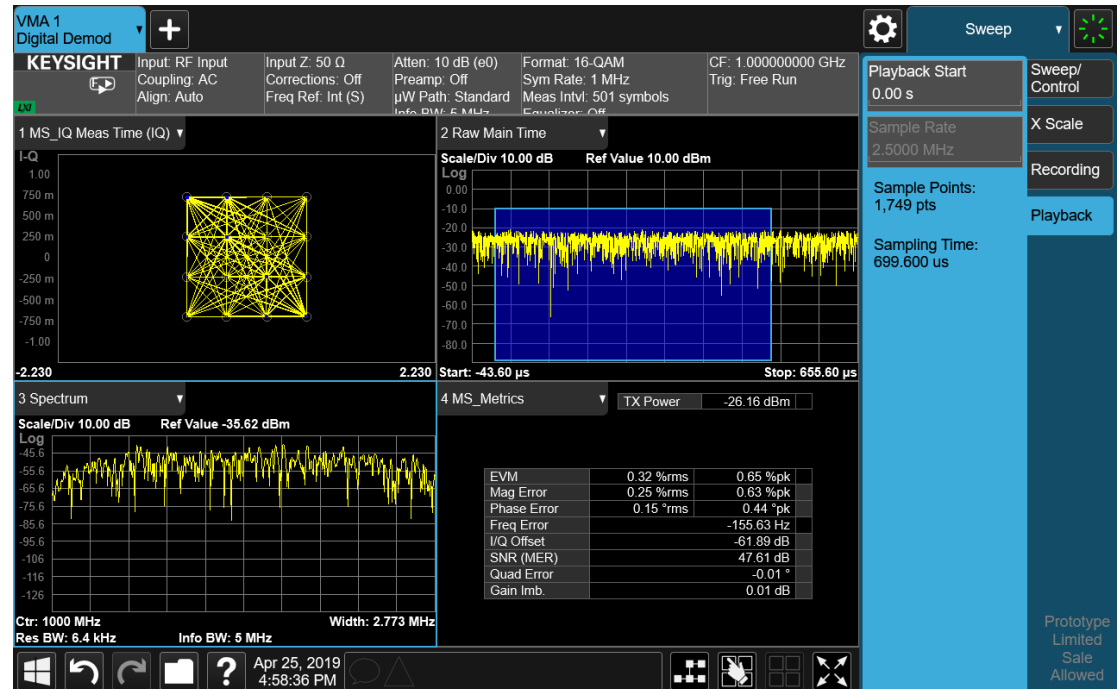 VMA 1
Digital Demod
+
Sweep
KEYSIGHT
LXI
Input: RF Input
Coupling: AC
Align: Auto
Input Z: 50 Ω
Corrections: Off
Freq Ref: Int (S)
Atten: 10 dB (e0)
Preamp: Off
µW Path: Standard
Info BW: 5 MHz
Format: 16-QAM
Sym Rate: 1 MHz
Meas Intvl: 501 symbols
Equalizer: Off
CF: 1.000000000 GHz
Trig: Free Run
1 MS_IQ Meas Time (IQ)
I-Q
1.00
750 m
500 m
250 m
0
-250 m
-500 m
-750 m
-1.00
-2.230 2.230
2 Raw Main Time
Scale/Div 10.00 dB Ref Value 10.00 dBm
Log
0.00
-10.0
-20.0
-30.0
-40.0
-50.0
-60.0
-70.0
-80.0
Start: -43.60 µs Stop: 655.60 µs
3 Spectrum
Scale/Div 10.00 dB Ref Value -35.62 dBm
Log
-45.6
-55.6
-65.6
-75.6
-85.6
-95.6
-106
-116
-126
Ctr: 1000 MHz Width: 2.773 MHz
Res BW: 6.4 kHz Info BW: 5 MHz
4 MS_Metrics
TX Power -26.16 dBm
EVM 0.32 %rms 0.65 %pk
Mag Error 0.25 %rms 0.63 %pk
Phase Error 0.15 °rms 0.44 °pk
Freq Error -155.63 Hz
I/Q Offset -61.89 dB
SNR (MER) 47.61 dB
Quad Error -0.01 °
Gain Imb. 0.01 dB
Playback Start
0.00 s
Sample Rate
2.5000 MHz
Sample Points:
1,749 pts
Sampling Time:
699.600 us
Sweep/
Control
X Scale
Recording
Playback
Prototype
Limited
Sale
Allowed
?
Apr 25, 2019
4:58:36 PM